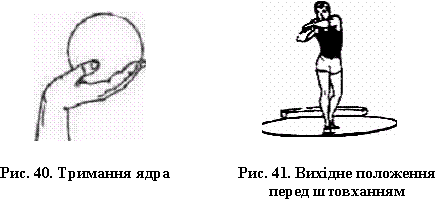 Рис. 40. Тримання ядра
Рис. 41. Вихідне положення
перед штовханням